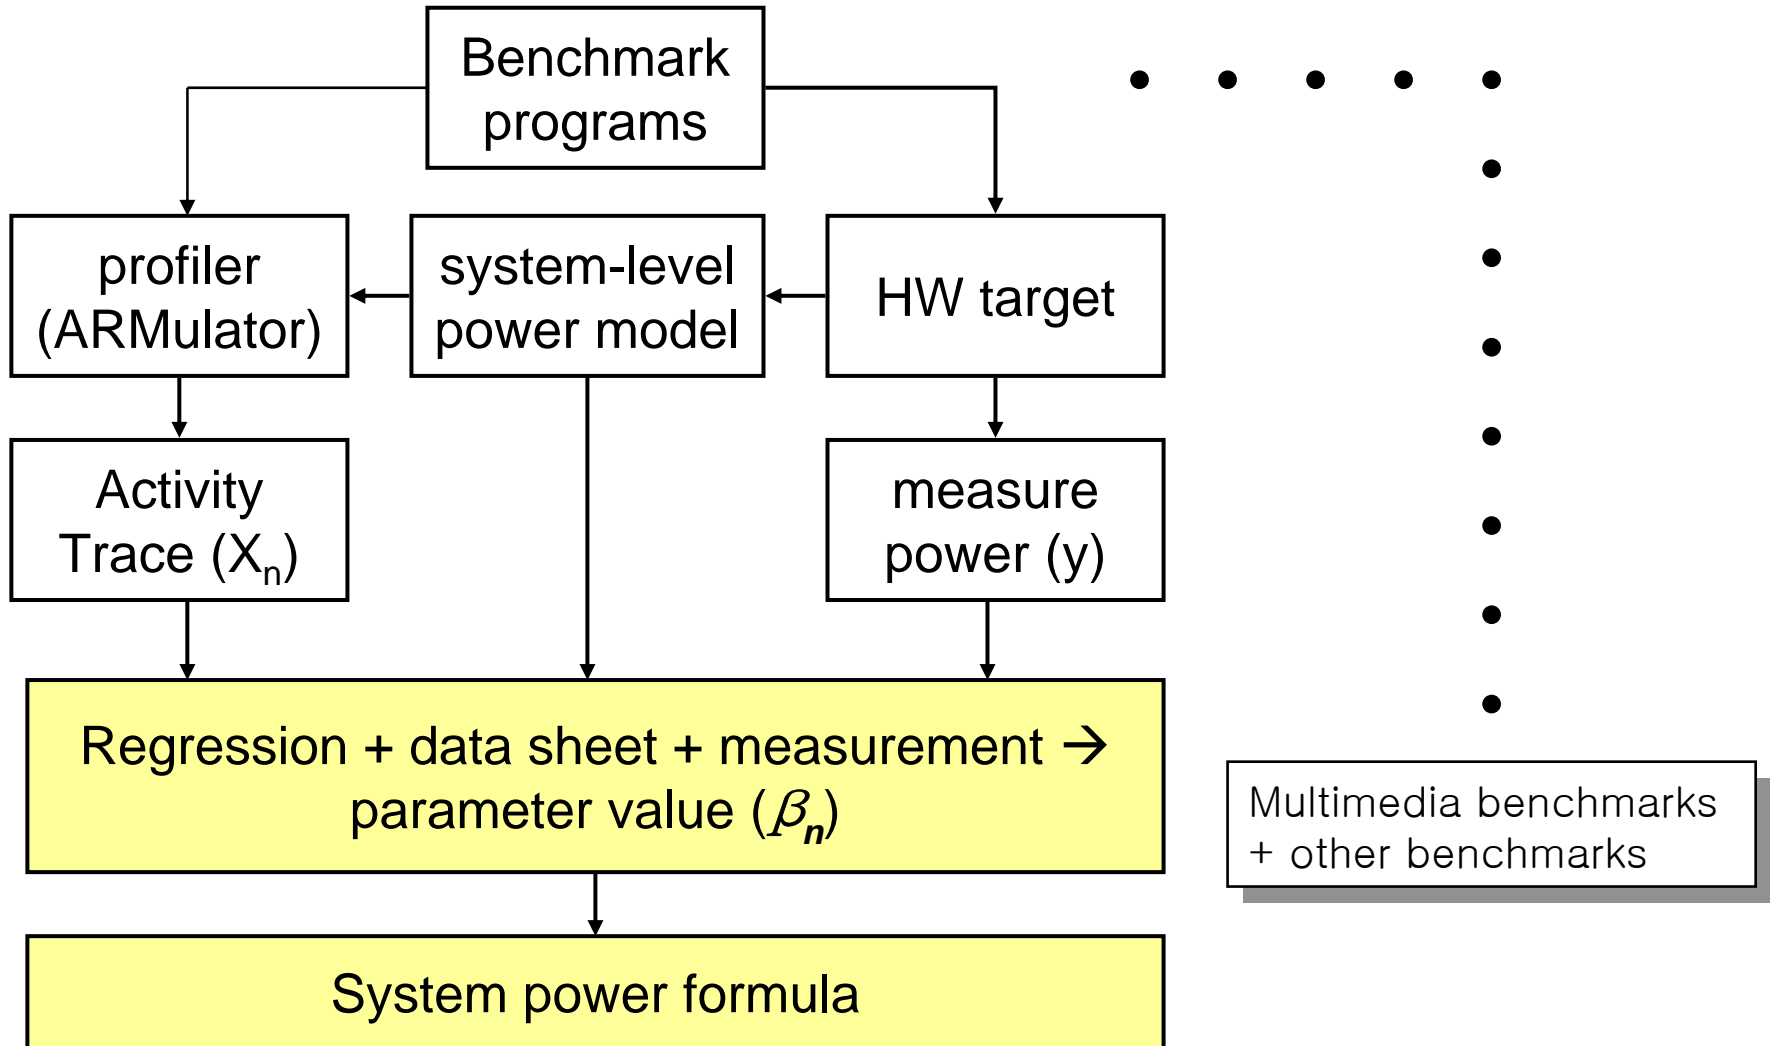 Benchmark
programs
profiler
(ARMulator)
system-level
power model
HW target
Activity
Trace (Xₙ)
measure
power (y)
Regression + data sheet + measurement →
parameter value (βₙ)
Multimedia benchmarks
+ other benchmarks
System power formula